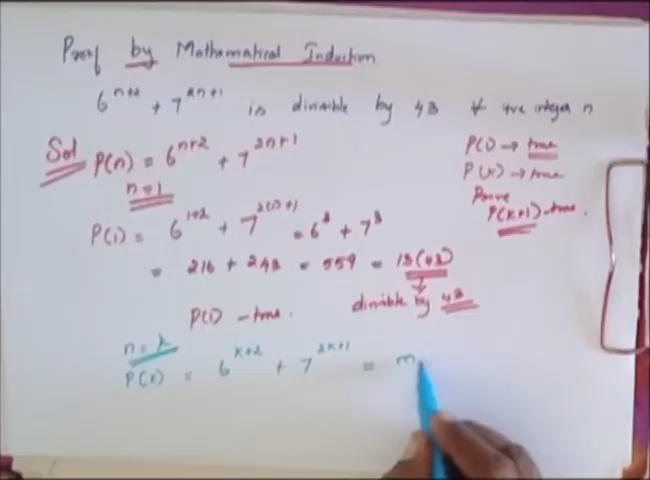 Proof by Mathematical Induction
6^{n+2} + 7^{2n+1} is divisible by 43 ∀ +ve integer n
Sol P(n) = 6^{n+2} + 7^{2n+1}
n=1
P(1) = 6^{1+2} + 7^{2(1)+1} = 6^3 + 7^3
= 216 + 343 = 559 = 13(43)
divisible by 43
P(1) - true.
P(1) → true
P(k) → true
Prove
P(k+1) - true.
n=k
P(k) = 6^{k+2} + 7^{2k+1} = m